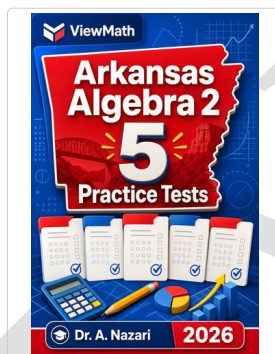 ViewMath
Arkansas
Algebra 2
5
Practice Tests
Dr. A. Nazari
2026